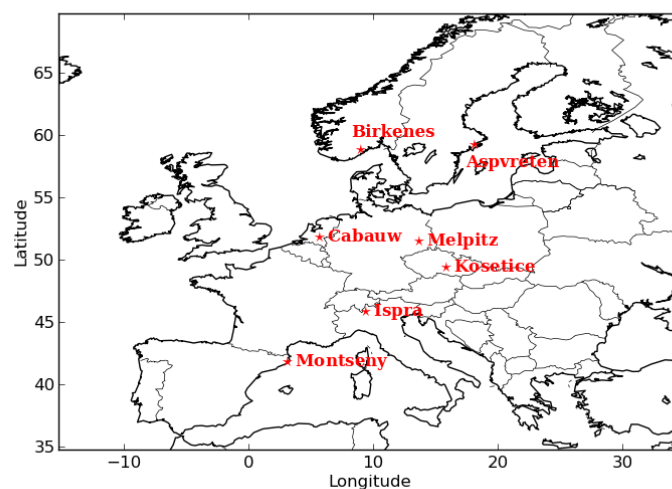 65
60
55
50
45
40
35
Latitude
Birkenes
Aspvreten
Cabauw
Melpitz
Kosetice
Ispra
Montseny
−10
0
10
20
30
Longitude